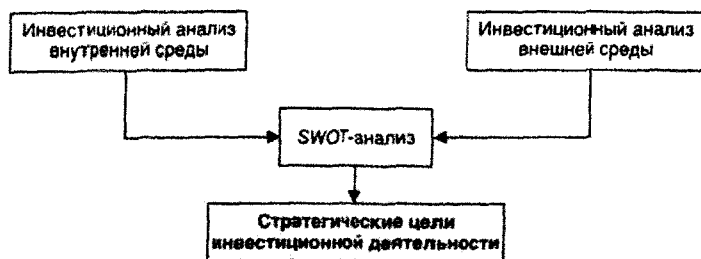 Инвестиционный анализ
внутренней среды
Инвестиционный анализ
внешней среды
SWOT-анализ
Стратегические цели
инвестиционной деятельности